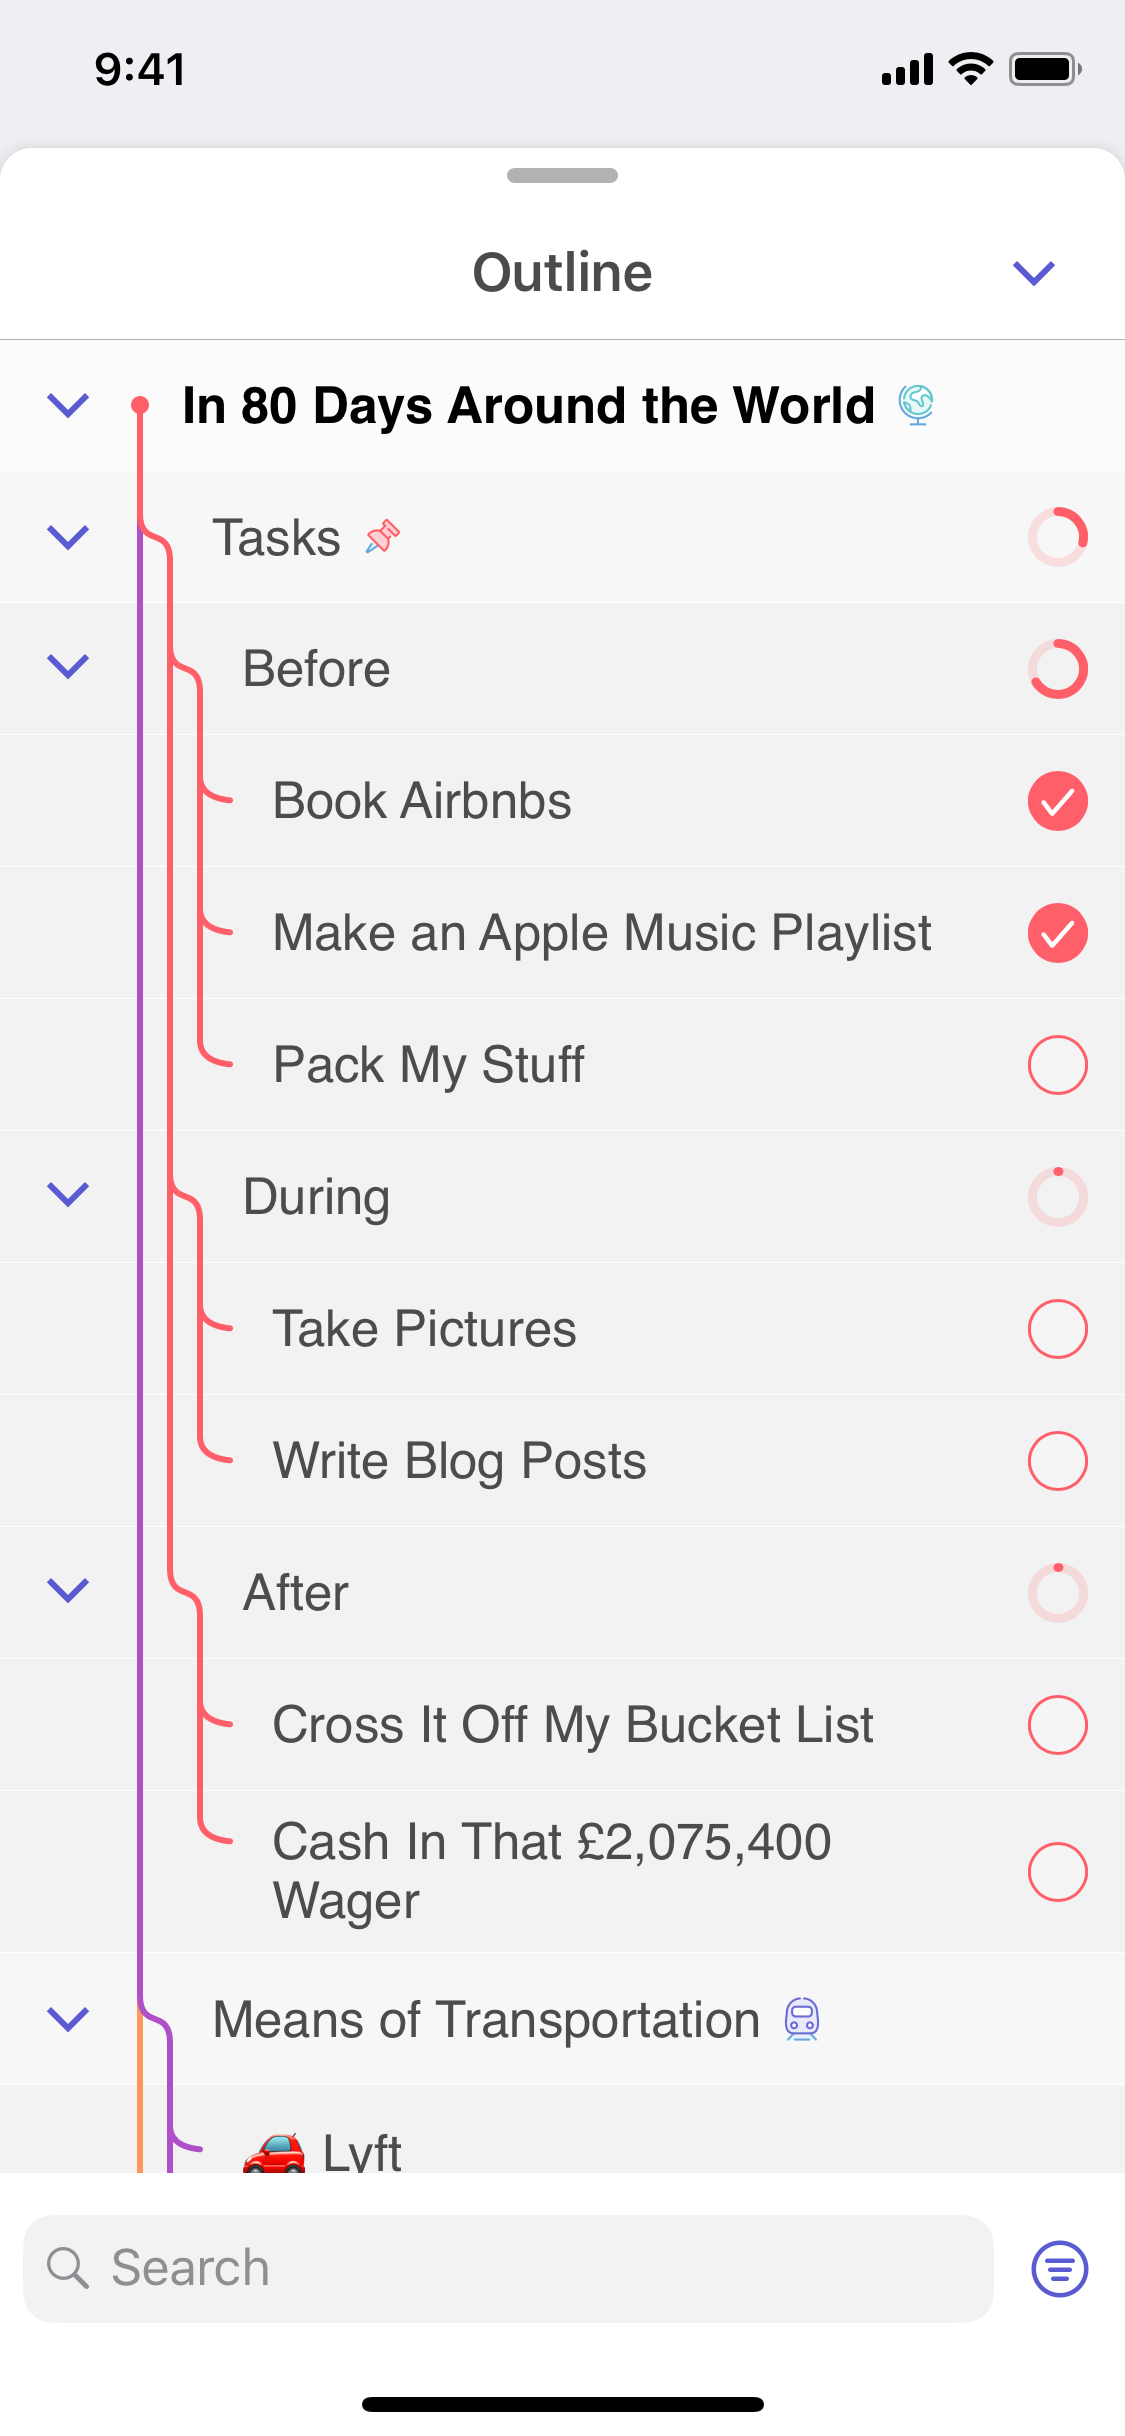 9:41
Outline
In 80 Days Around the World
Tasks
Before
Book Airbnbs
Make an Apple Music Playlist
Pack My Stuff
During
Take Pictures
Write Blog Posts
After
Cross It Off My Bucket List
Cash In That £2,075,400
Wager
Means of Transportation
🚗 Lyft
Search